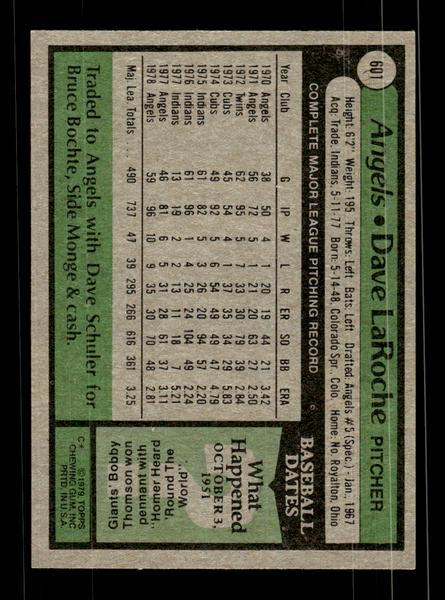 601 Angels • Dave LaRoche PITCHER
Height: 6'2" Weight: 195 Throws: Left Bats: Left Drafted: Angels #5 (Spec.) Jan., 1967
Acq: Trade, Indians, 5-11-77 Born: 5-14-48, Colorado Spr. Colo. Home: No. Royalton, Ohio
COMPLETE MAJOR LEAGUE PITCHING RECORD
Year Club G IP W L R ER SO BB ERA
1970 Angels 38 50 4 1 20 19 44 21 3.42
1971 Angels 56 72 5 1 21 20 63 27 2.50
1972 Twins 62 95 5 7 34 30 79 39 2.84
1973 Cubs 45 54 4 1 41 35 34 29 5.83
1974 Cubs 49 92 5 6 54 49 49 47 4.79
1975 Indians 61 82 5 3 23 20 94 57 2.20
1976 Indians 61 96 1 4 25 24 104 49 2.25
1977 Indians 13 19 2 2 11 11 18 7 5.21
1977 Angels 46 81 6 5 31 28 61 37 3.11
1978 Angels 59 96 10 9 35 30 70 48 2.81
Maj. Lea. Totals ... 490 737 47 39 295 266 616 361 3.25
Traded to Angels with Dave Schuler for
Bruce Bochte, Side Monge & cash.
BASEBALL
DATES
What
Happened
OCTOBER 3,
1951
Giants' Bobby
Thomson won
pennant with
"Homer Heard
'Round The
World."
C* ©1979 TOPPS
CHEWING GUM, INC
PRTD. IN U.S.A.